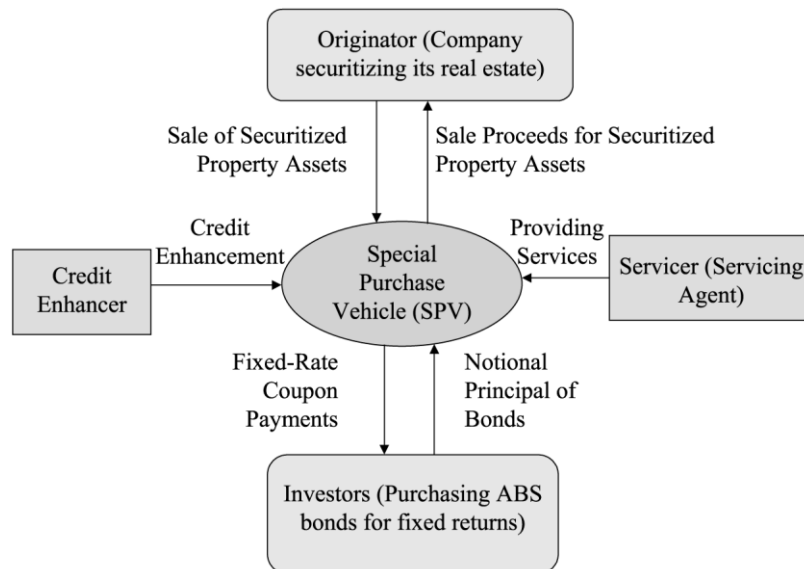 Originator (Company
securitizing its real estate)
Sale of Securitized
Property Assets
Sale Proceeds for Securitized
Property Assets
Credit
Enhancement
Providing
Services
Credit
Enhancer
Special
Purchase
Vehicle (SPV)
Servicer (Servicing
Agent)
Fixed-Rate
Coupon
Payments
Notional
Principal of
Bonds
Investors (Purchasing ABS
bonds for fixed returns)